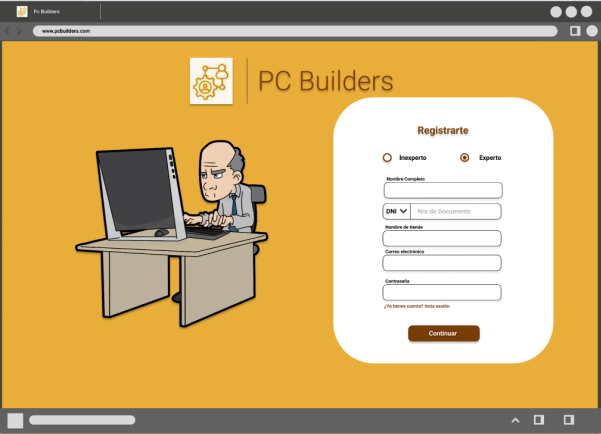 Pc Builders
www.pcbuilders.com
PC Builders
Registrarte
Inexperto
Experto
Nombre Completo
DNI
Nro de Documento
Nombre de tienda
Correo electrónico
Contraseña
¿Ya tienes cuenta? Inicia sesión
Continuar